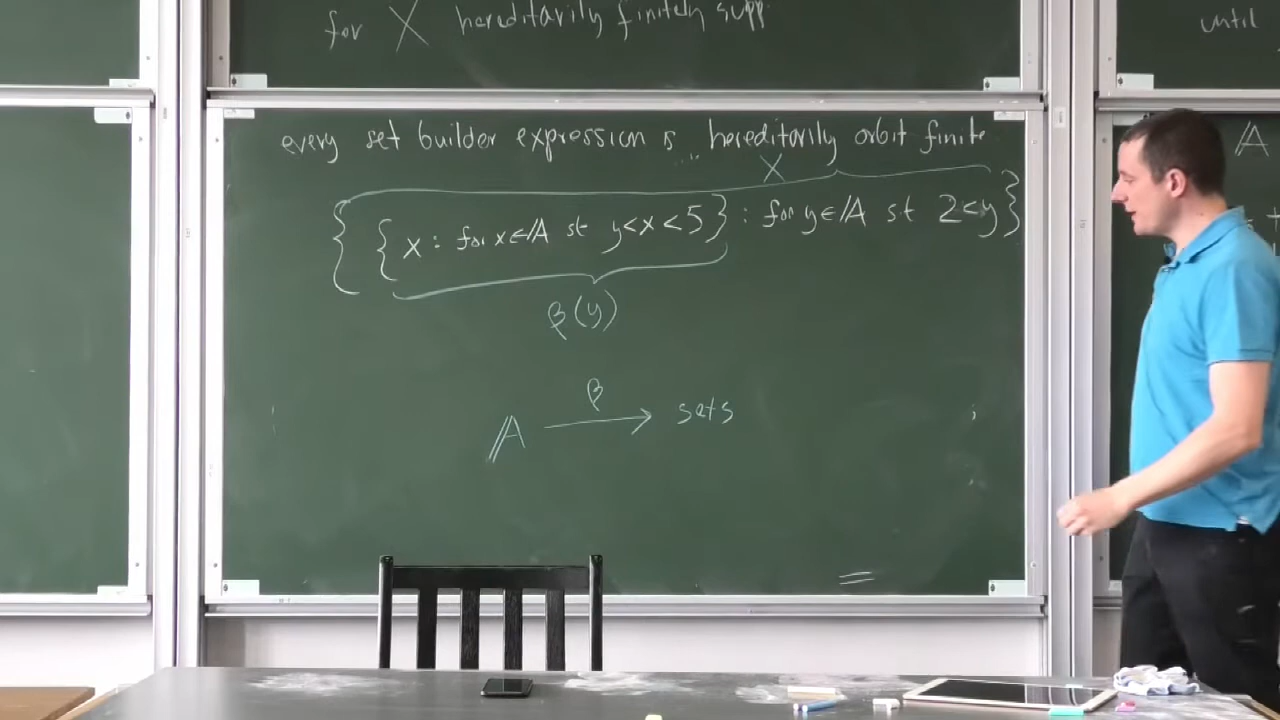 for X hereditarily finitely supp.
until
every set builder expression is ... hereditarily orbit finite
X
{ { x : for x ∈ 𝔸 st y < x < 5 } : for y ∈ 𝔸 st 2 < y }
β(y)
𝔸 β → sets
𝔸